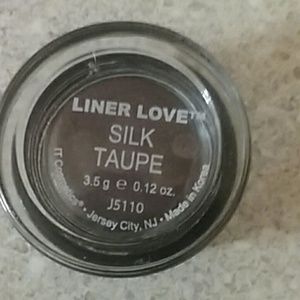 LINER LOVE™
SILK
TAUPE
3.5 g ℮ 0.12 oz.
J5110
IT Cosmetics® • Jersey City, NJ • Made in Korea